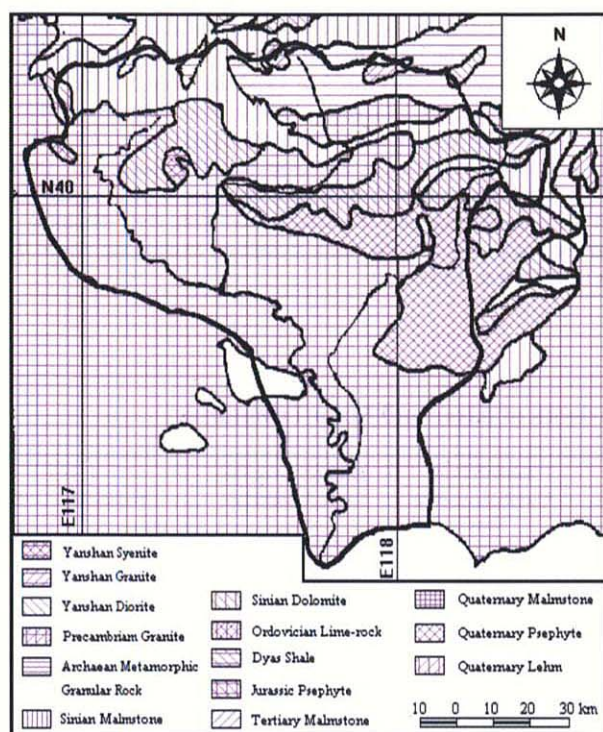 N
N40
E117
E118
Yanshan Syenite
Yanshan Granite
Yanshan Diorite
Precambrian Granite
Archaean Metamorphic
Granular Rock
Sinian Malmstone
Sinian Dolomite
Ordovician Lime-rock
Dyas Shale
Jurassic Psephyte
Tertiary Malmstone
Quaternary Malmstone
Quaternary Psephyte
Quaternary Lehm
10 0 10 20 30 km